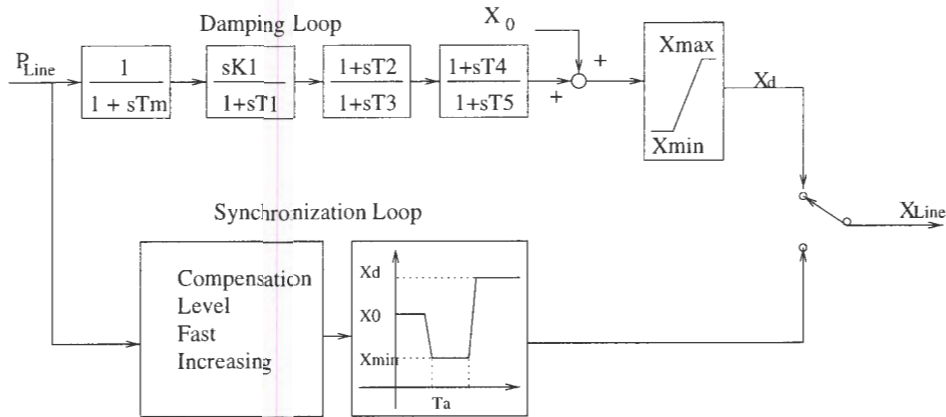 Damping Loop
X 0
PLine
1
1 + sTm
sK1
1+sT1
1+sT2
1+sT3
1+sT4
1+sT5
+
+
Xmax
Xmin
Xd
XLine
Synchronization Loop
Compensation
Level
Fast
Increasing
Xd
X0
Xmin
Ta